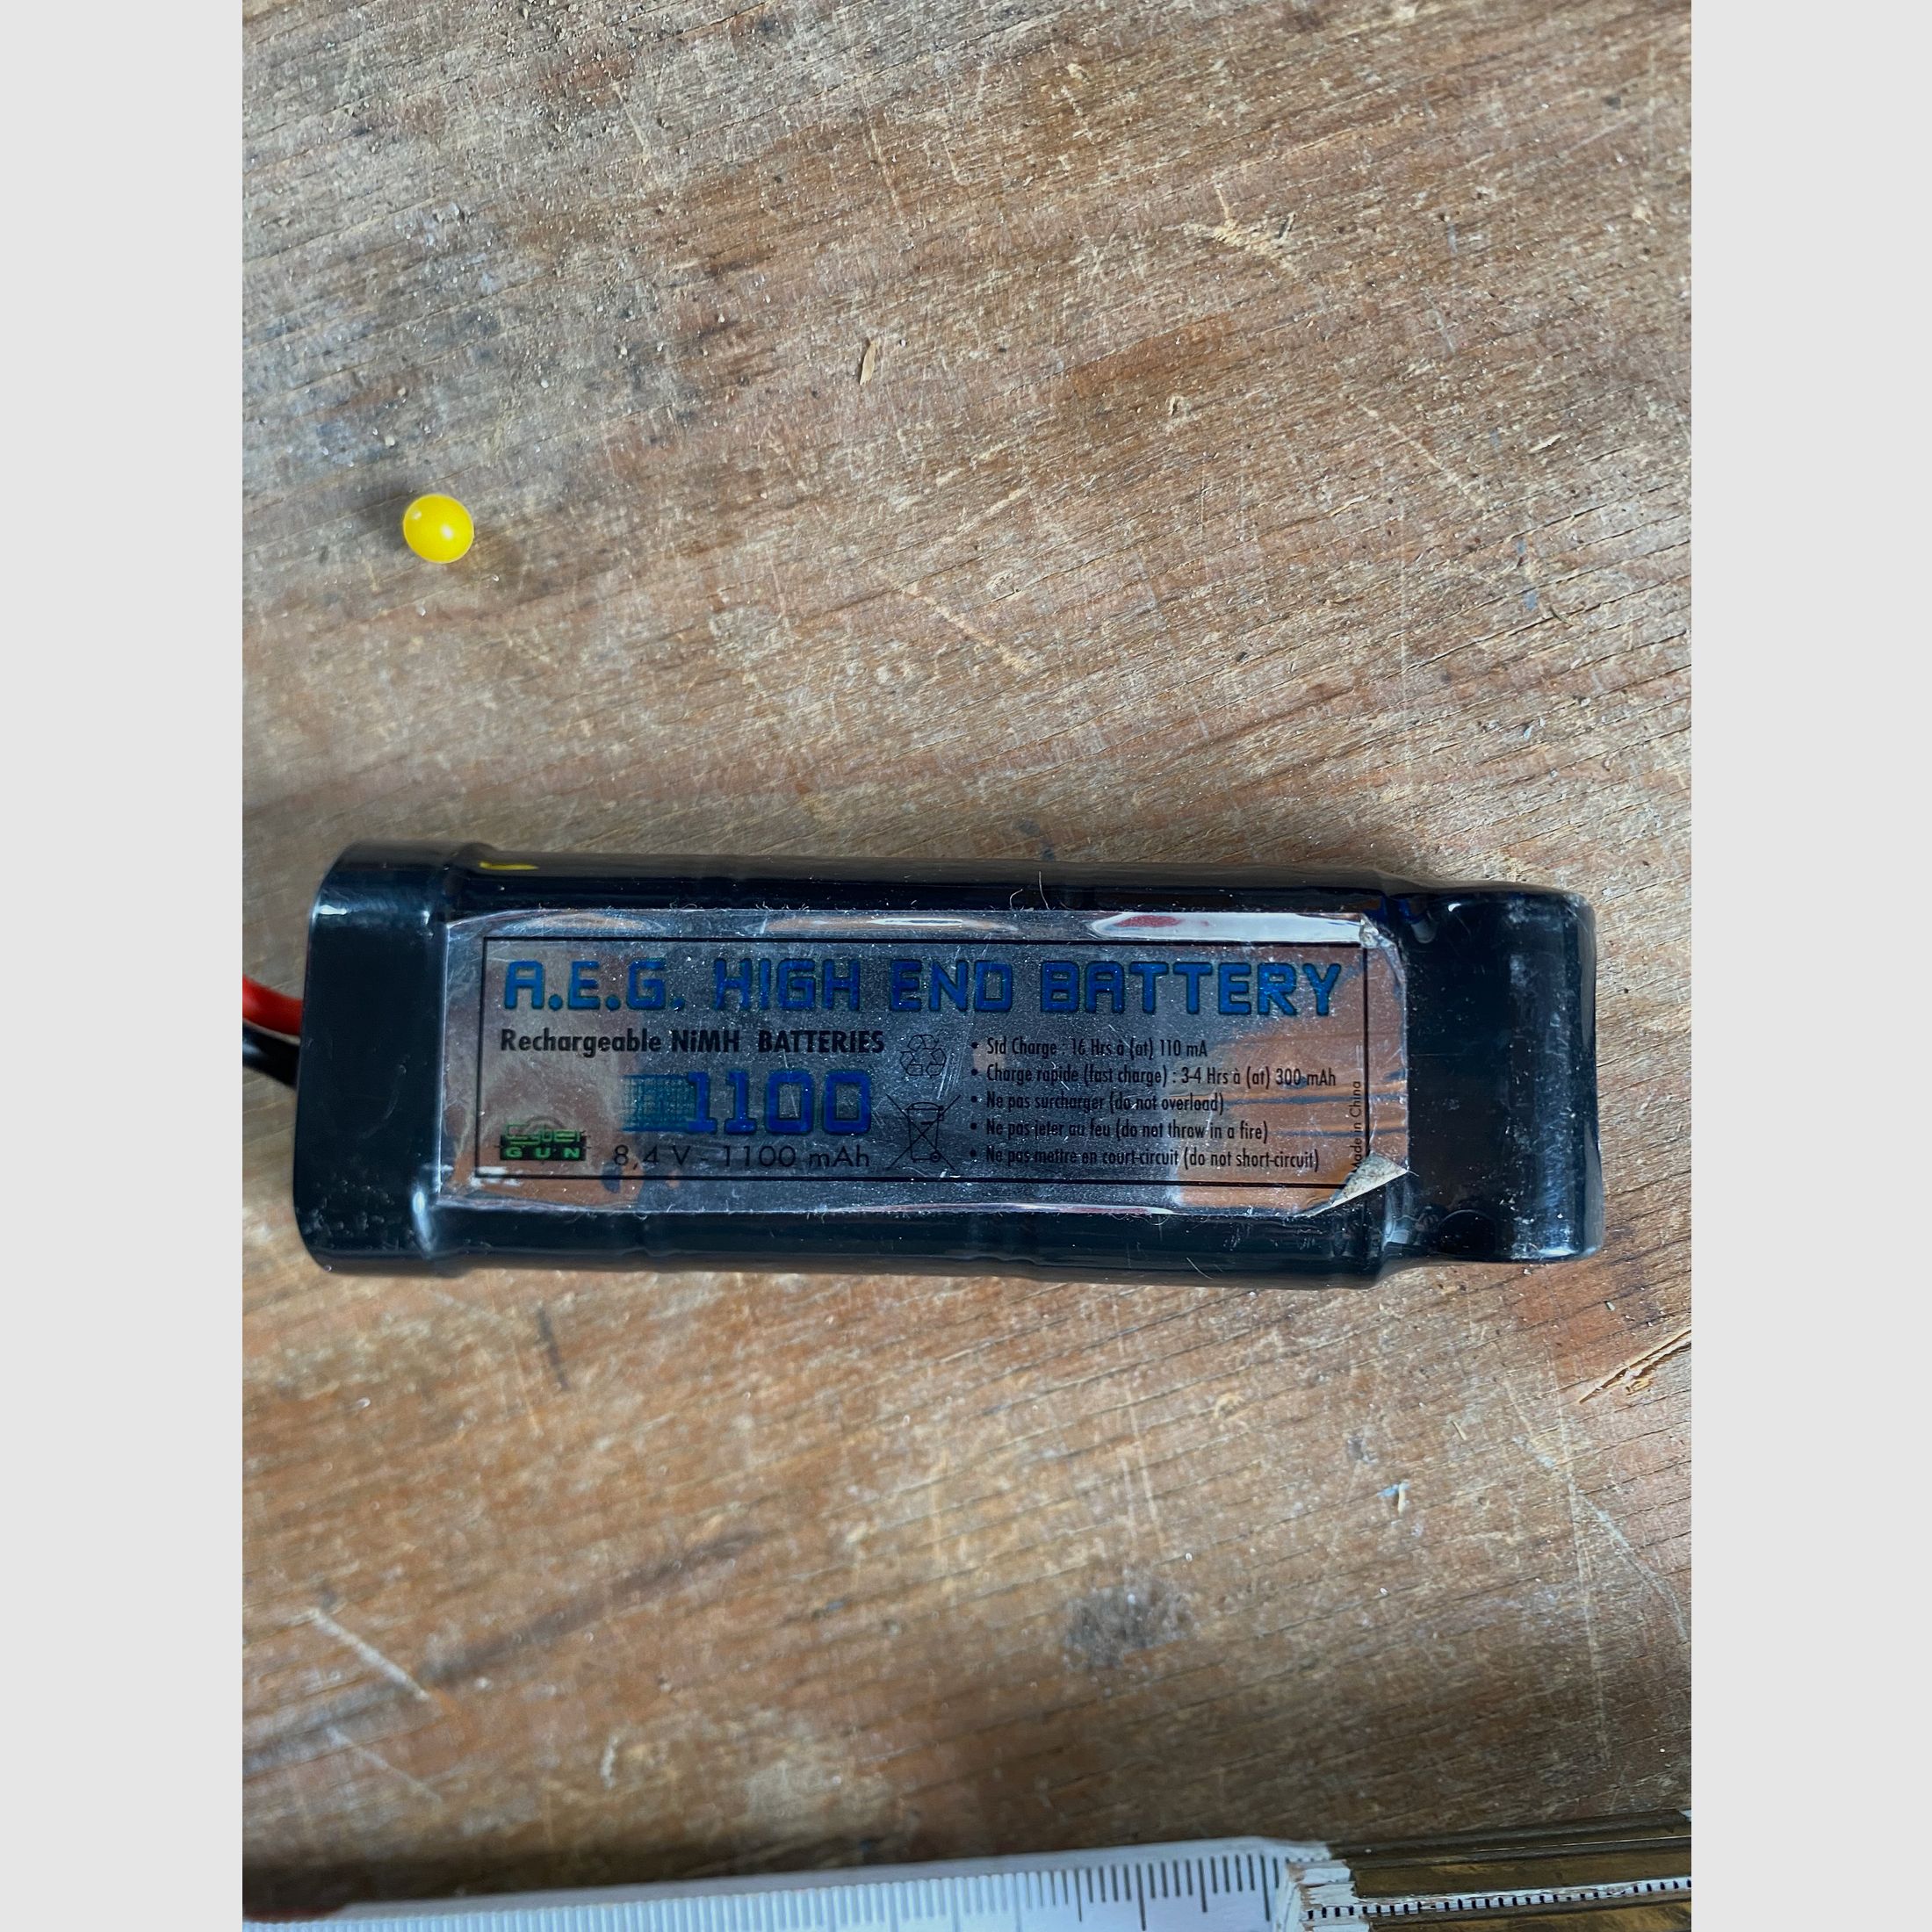 A.E.G. HIGH END BATTERY
Rechargeable NiMH BATTERIES
1100
Cyber
GUN
8,4 V - 1100 mAh
• Std Charge : 16 Hrs à (at) 110 mA
• Charge rapide (fast charge) : 3-4 Hrs à (at) 300 mAh
• Ne pas surcharger (do not overload)
• Ne pas jeter au feu (do not throw in a fire)
• Ne pas mettre en court-circuit (do not short-circuit)
Made in China